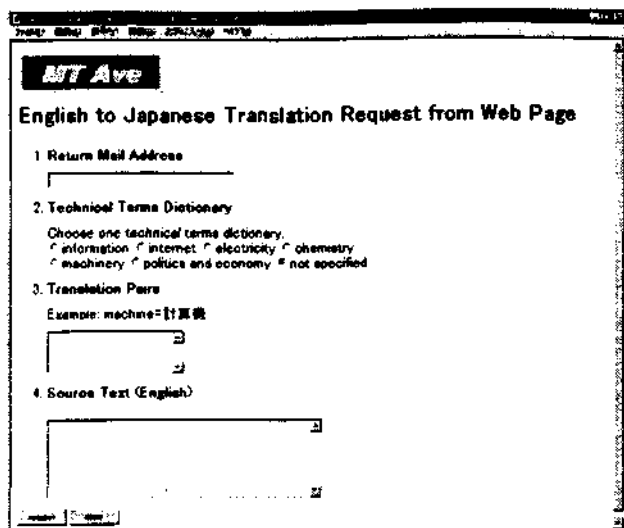 MT Ave
English to Japanese Translation Request from Web Page
1. Return Mail Address
2. Technical Terms Dictionary
Choose one technical terms dictionary.
information internet electricity chemistry
machinery politics and economy not specified
3. Translation Pairs
Example: machine=計算機
4. Source Text (English)